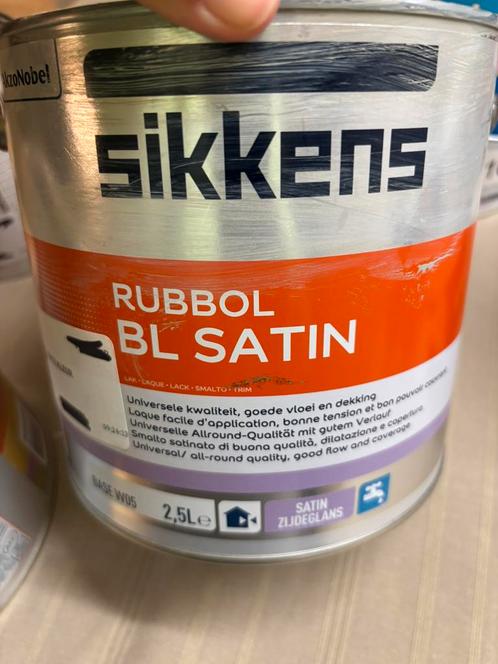 AkzoNobel
sikkens
RUBBOL
BL SATIN
LAK • LAQUE • LACK • SMALTO • TRIM
Universele kwaliteit, goede vloei en dekking
Laque facile d'application, bonne tension et bon pouvoir couvrant
Universelle Allround-Qualität mit gutem Verlauf
Smalto satinato di buona qualità, dilatazione e copertura
Universal/ all-round quality, good flow and coverage
BASE W05
2,5L e
SATIN
ZIJDEGLANS